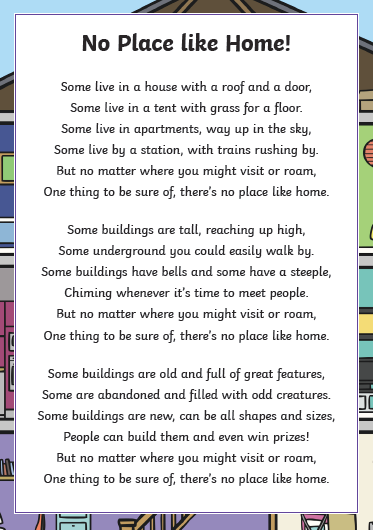 No Place like Home!
Some live in a house with a roof and a door,
Some live in a tent with grass for a floor.
Some live in apartments, way up in the sky,
Some live by a station, with trains rushing by.
But no matter where you might visit or roam,
One thing to be sure of, there's no place like home.
Some buildings are tall, reaching up high,
Some underground you could easily walk by.
Some buildings have bells and some have a steeple,
Chiming whenever it's time to meet people.
But no matter where you might visit or roam,
One thing to be sure of, there's no place like home.
Some buildings are old and full of great features,
Some are abandoned and filled with odd creatures.
Some buildings are new, can be all shapes and sizes,
People can build them and even win prizes!
But no matter where you might visit or roam,
One thing to be sure of, there's no place like home.